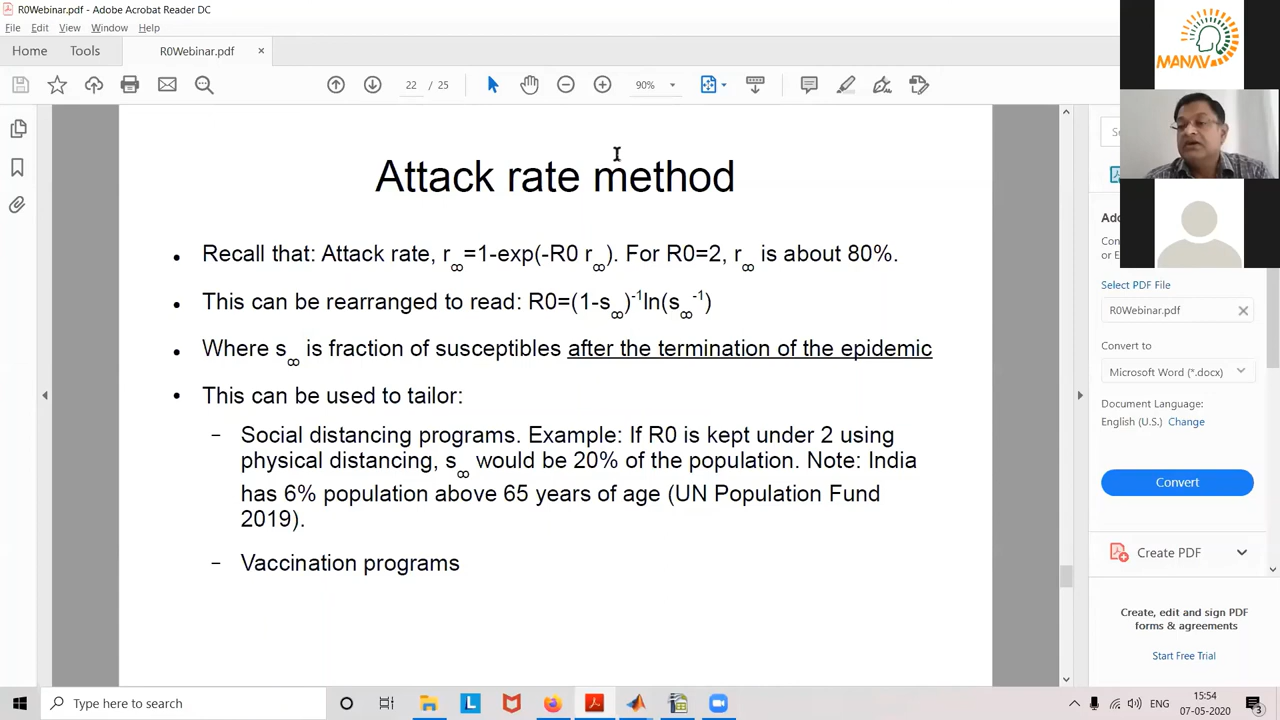 R0Webinar.pdf - Adobe Acrobat Reader DC
File Edit View Window Help
Home Tools R0Webinar.pdf ×
22 / 25 90%
MANAV
Attack rate method
• Recall that: Attack rate, r∞=1-exp(-R0 r∞). For R0=2, r∞ is about 80%.
• This can be rearranged to read: R0=(1-s∞)⁻¹ln(s∞⁻¹)
• Where s∞ is fraction of susceptibles after the termination of the epidemic
• This can be used to tailor:
– Social distancing programs. Example: If R0 is kept under 2 using
physical distancing, s∞ would be 20% of the population. Note: India
has 6% population above 65 years of age (UN Population Fund
2019).
– Vaccination programs
Select PDF File
R0Webinar.pdf
Convert to
Microsoft Word (*.docx)
Document Language:
English (U.S.) Change
Convert
Create PDF
Create, edit and sign PDF
forms & agreements
Start Free Trial
Type here to search
15:54
07-05-2020
3